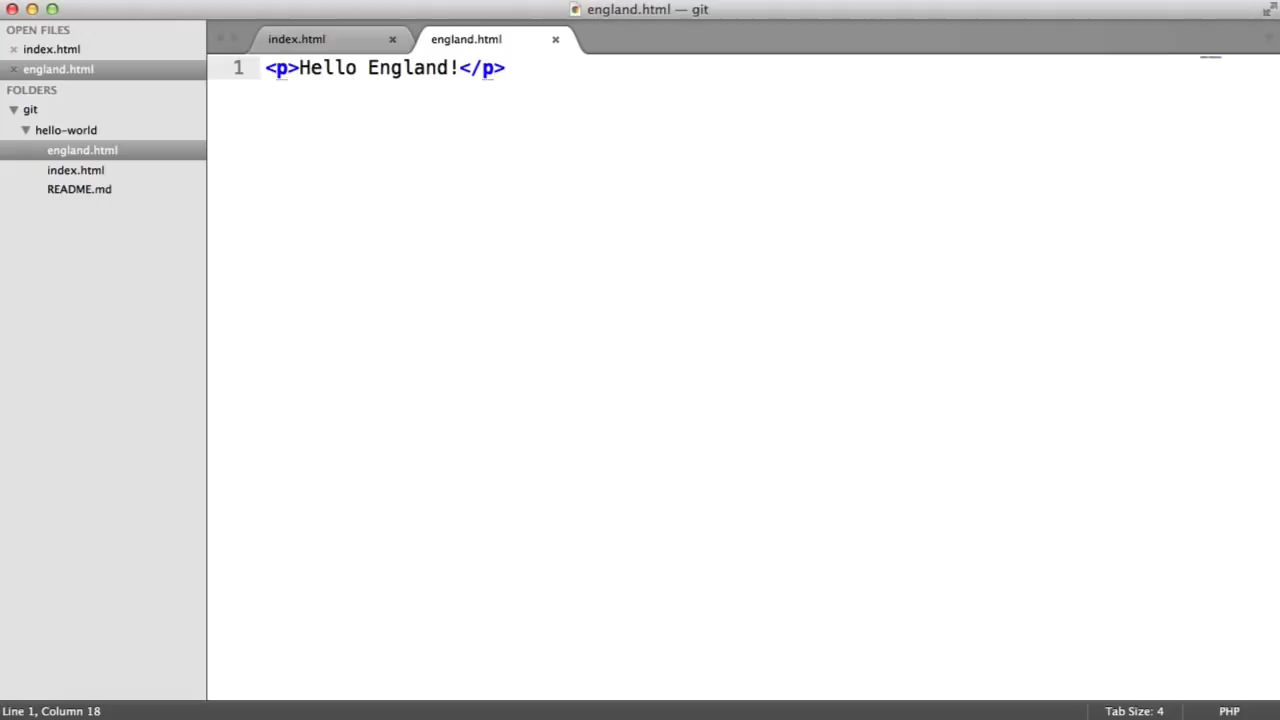 england.html — git
OPEN FILES
index.html
england.html
FOLDERS
git
hello-world
england.html
index.html
README.md
index.html
england.html
1 <p>Hello England!</p>
Line 1, Column 18
Tab Size: 4
PHP